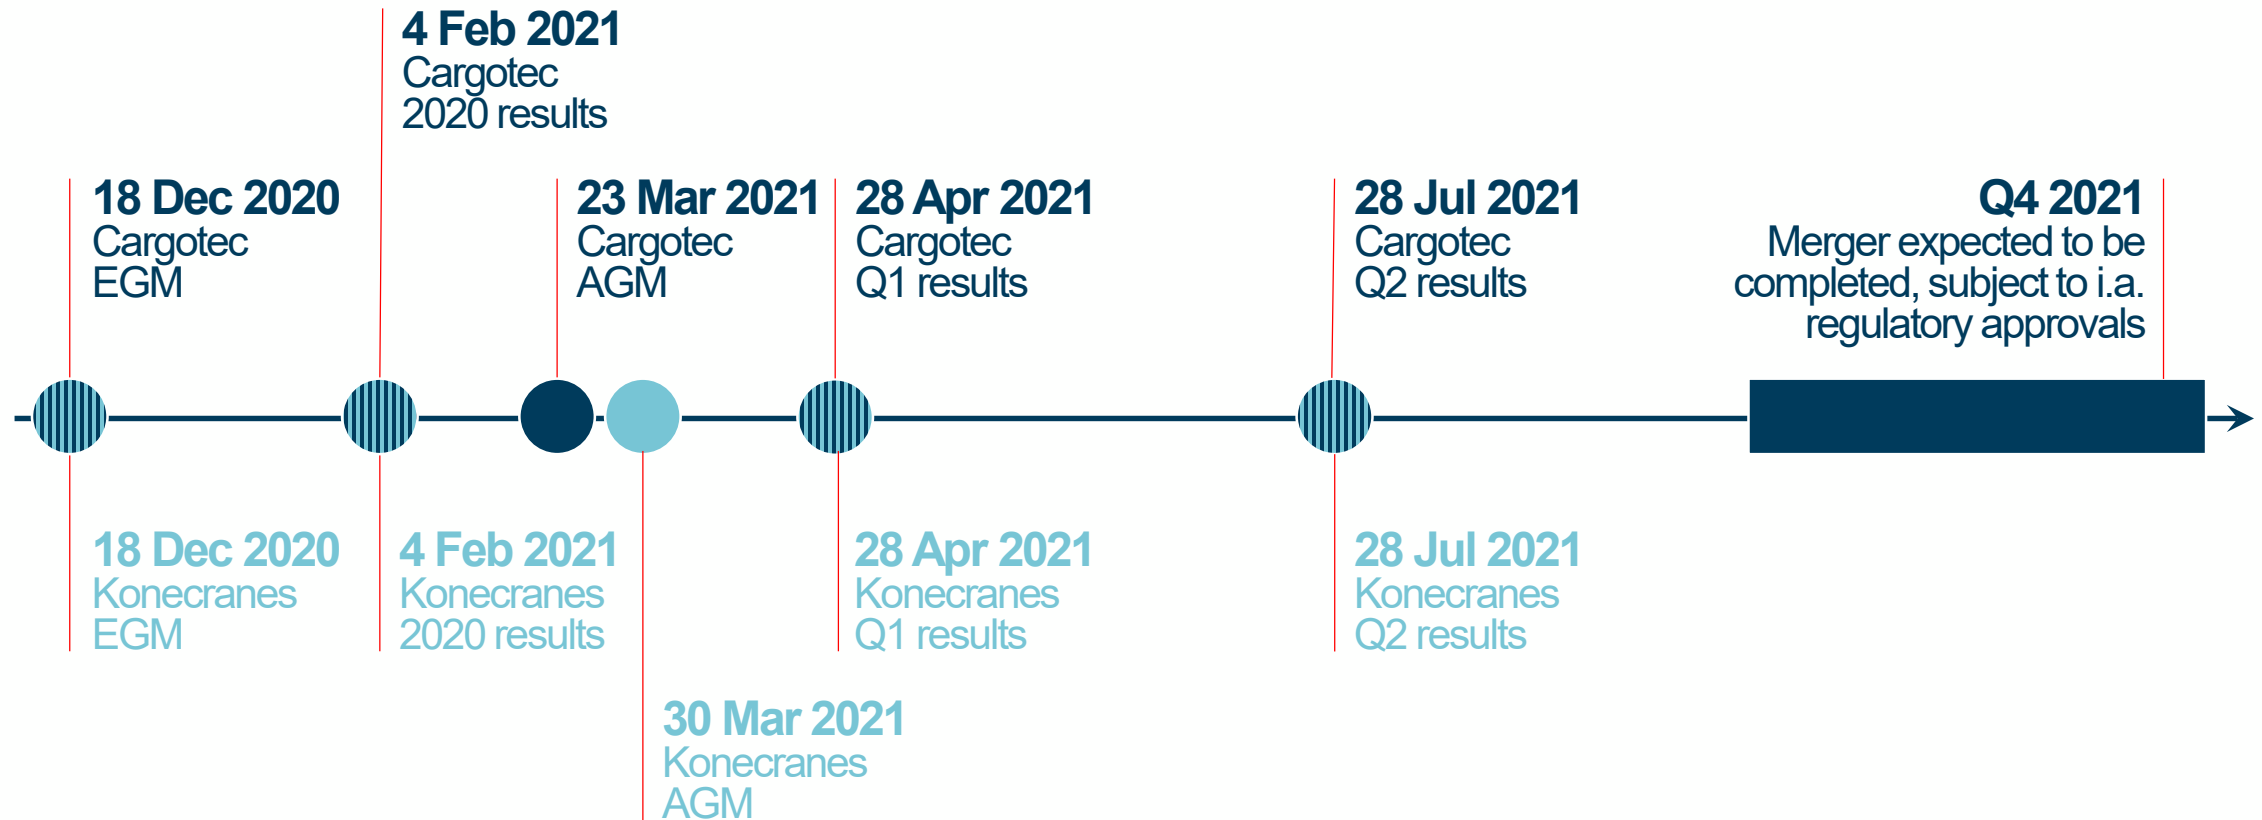 4 Feb 2021
Cargotec
2020 results
18 Dec 2020
Cargotec
EGM
23 Mar 2021
Cargotec
AGM
28 Apr 2021
Cargotec
Q1 results
28 Jul 2021
Cargotec
Q2 results
Q4 2021
Merger expected to be
completed, subject to i.a.
regulatory approvals
18 Dec 2020
Konecranes
EGM
4 Feb 2021
Konecranes
2020 results
28 Apr 2021
Konecranes
Q1 results
28 Jul 2021
Konecranes
Q2 results
30 Mar 2021
Konecranes
AGM